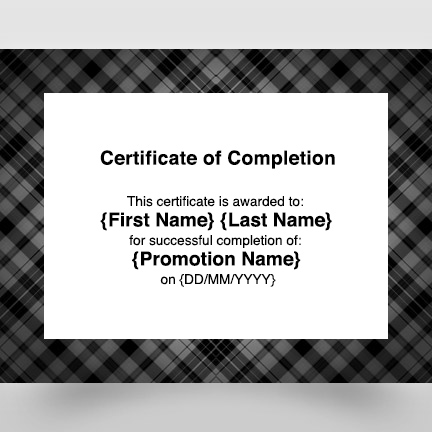 Certificate of Completion
This certificate is awarded to:
{First Name} {Last Name}
for successful completion of:
{Promotion Name}
on {DD/MM/YYYY}